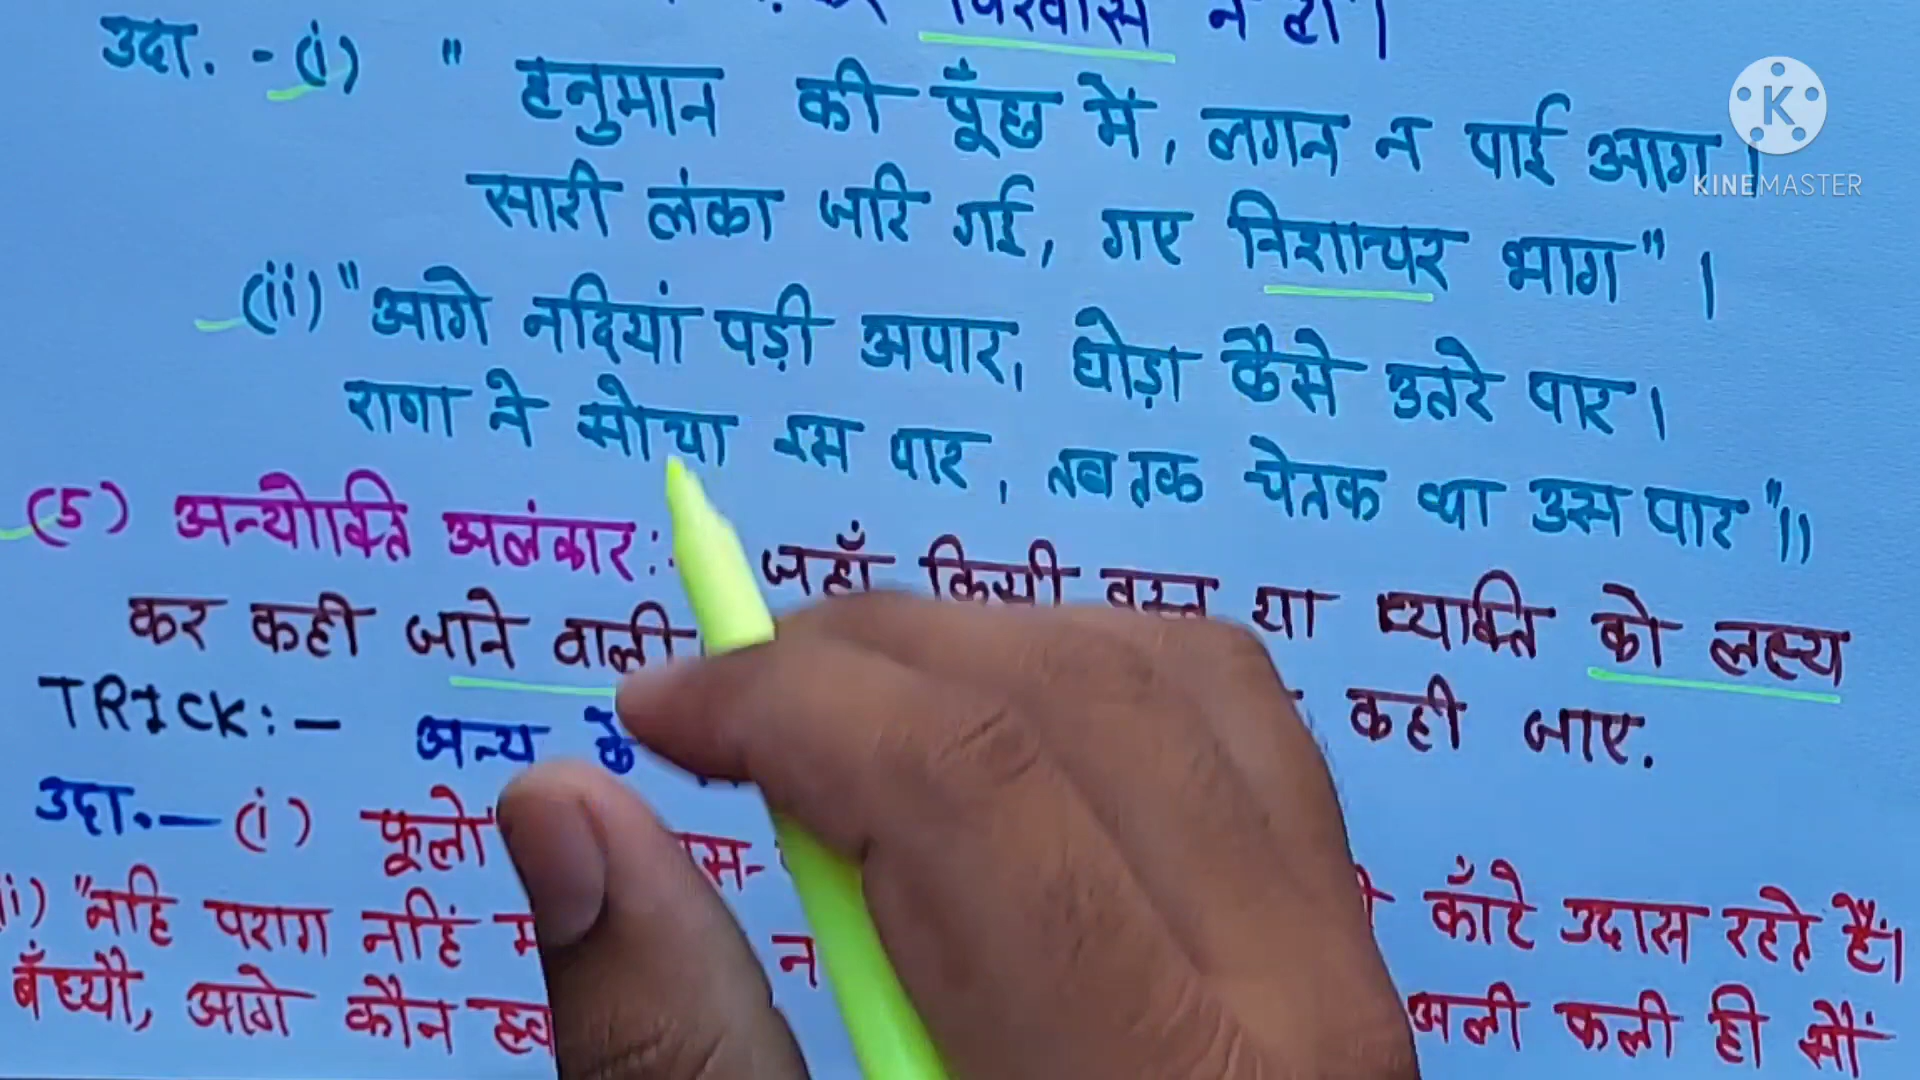 विश्वास न हो।
उदा. - (i) " हनुमान की पूँछ में, लगन न पाई आग।
सारी लंका जरि गई, गए निशाचर भाग"।
(ii) "आगे नदियां पड़ी अपार, घोड़ा कैसे उतरे पार।
राणा ने सोचा इस पार, तब तक चेतक था उस पार"॥
(5) अन्योक्ति अलंकार:- जहाँ किसी वस्तु या व्यक्ति को लक्ष्य
कर कही जाने वाली कही जाए.
TRICK:- अन्य के
उदा.- (i) फूलों काँटे उदास रहते हैं।
"नहि पराग नहिं न
बँध्यौ, आगे कौन अली कली ही सौं
KINEMASTER